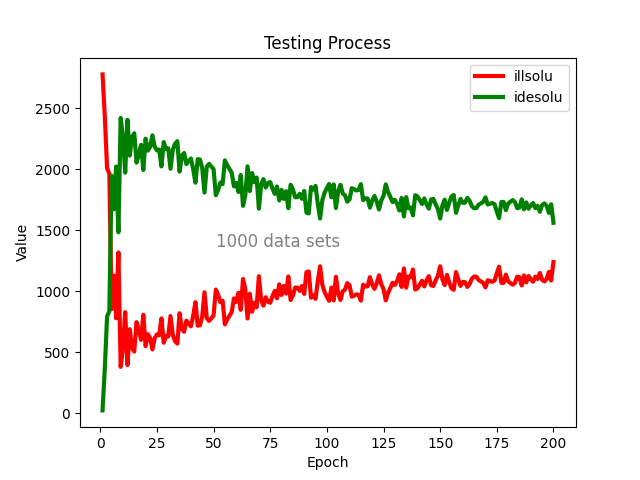 Testing Process
illsolu
idesolu
2500
2000
1500
1000
500
0
Value
1000 data sets
0 25 50 75 100 125 150 175 200
Epoch